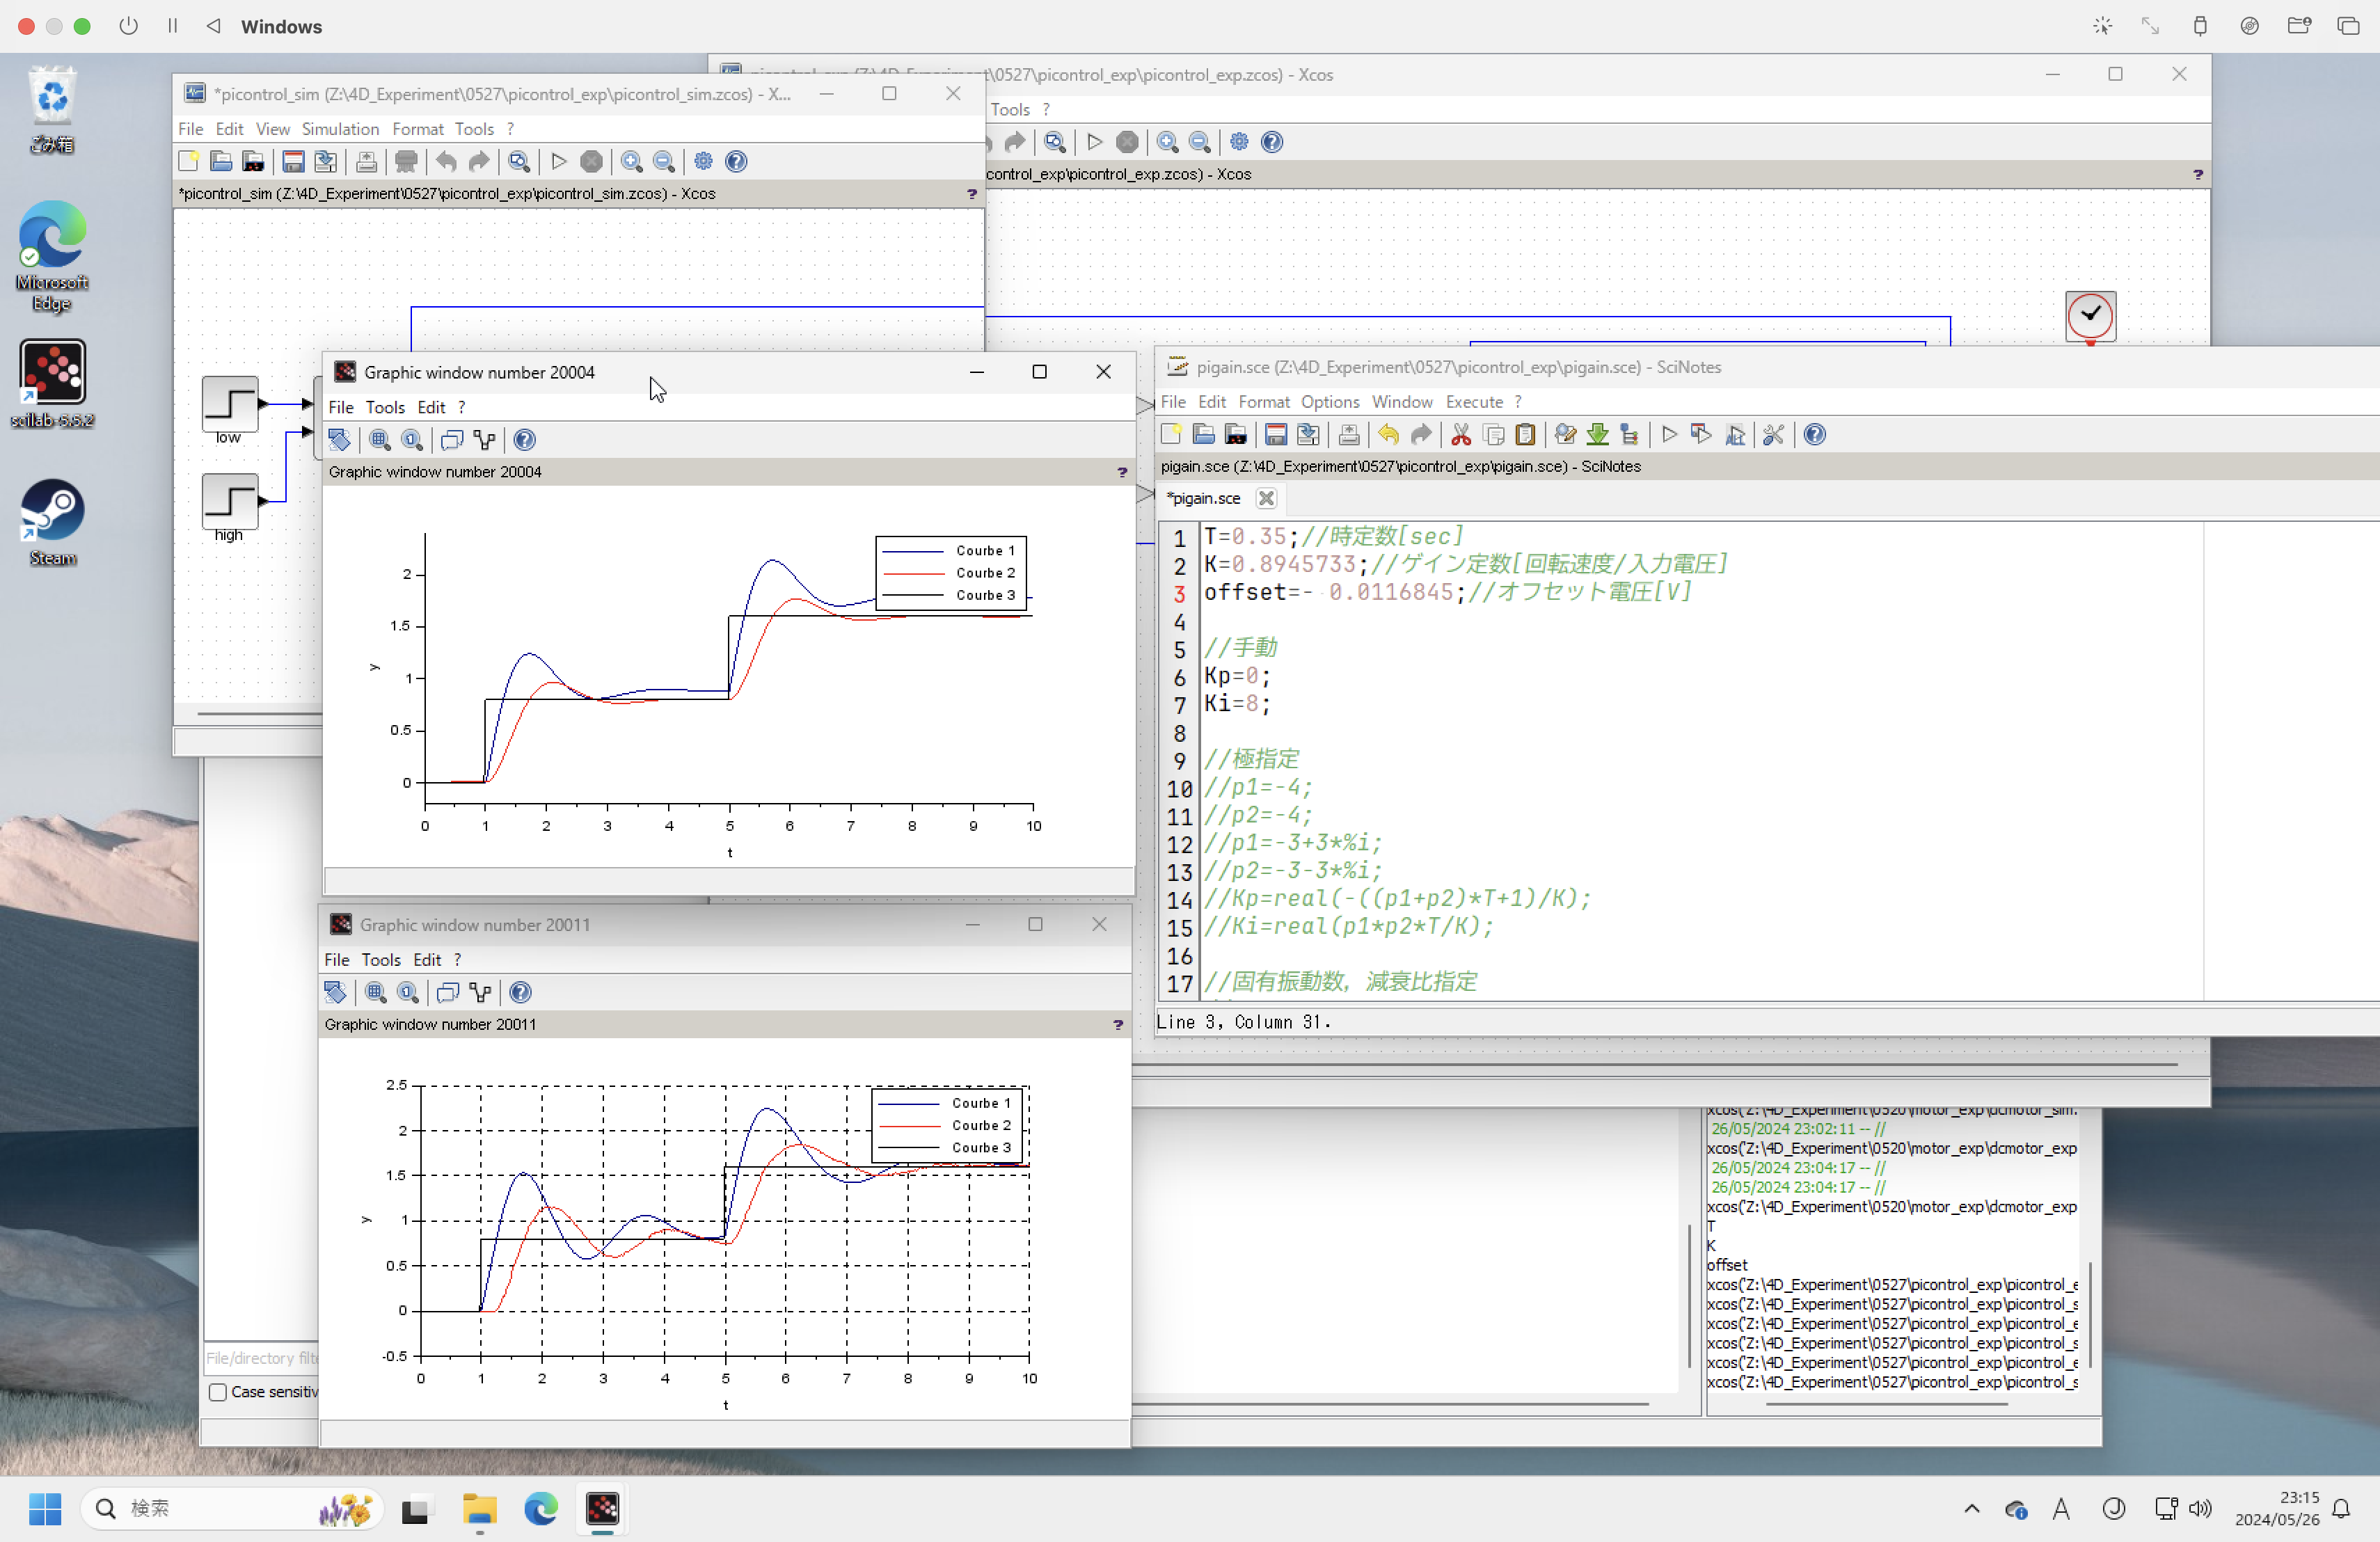 Windows
ごみ箱
Microsoft
Edge
scilab-5.5.2
Steam
picontrol_exp (Z:\4D_Experiment\0527\picontrol_exp\picontrol_exp.zcos) - Xcos
Tools ?
control_exp\picontrol_exp.zcos) - Xcos ?
*picontrol_sim (Z:\4D_Experiment\0527\picontrol_exp\picontrol_sim.zcos) - X...
File Edit View Simulation Format Tools ?
*picontrol_sim (Z:\4D_Experiment\0527\picontrol_exp\picontrol_sim.zcos) - Xcos ?
low
high
Graphic window number 20004
File Tools Edit ?
Graphic window number 20004 ?
Courbe 1
Courbe 2
Courbe 3
2
1.5
1
0.5
0
y
0 1 2 3 4 5 6 7 8 9 10
t
Graphic window number 20011
File Tools Edit ?
Graphic window number 20011 ?
Courbe 1
Courbe 2
Courbe 3
2.5
2
1.5
1
0.5
0
-0.5
y
0 1 2 3 4 5 6 7 8 9 10
t
pigain.sce (Z:\4D_Experiment\0527\picontrol_exp\pigain.sce) - SciNotes
File Edit Format Options Window Execute ?
pigain.sce (Z:\4D_Experiment\0527\picontrol_exp\pigain.sce) - SciNotes
*pigain.sce
1 T=0.35;//時定数[sec]
2 K=0.8945733;//ゲイン定数[回転速度/入力電圧]
3 offset=- 0.0116845;//オフセット電圧[V]
4
5 //手動
6 Kp=0;
7 Ki=8;
8
9 //極指定
10 //p1=-4;
11 //p2=-4;
12 //p1=-3+3*%i;
13 //p2=-3-3*%i;
14 //Kp=real(-((p1+p2)*T+1)/K);
15 //Ki=real(p1*p2*T/K);
16
17 //固有振動数，減衰比指定
Line 3, Column 31.
File/directory filte
Case sensitiv
xcos('Z:\4D_Experiment\0520\motor_exp\dcmotor_sim.
26/05/2024 23:02:11 -- //
xcos('Z:\4D_Experiment\0520\motor_exp\dcmotor_exp
26/05/2024 23:04:17 -- //
26/05/2024 23:04:17 -- //
xcos('Z:\4D_Experiment\0520\motor_exp\dcmotor_exp
T
K
offset
xcos('Z:\4D_Experiment\0527\picontrol_exp\picontrol_e
xcos('Z:\4D_Experiment\0527\picontrol_exp\picontrol_s
xcos('Z:\4D_Experiment\0527\picontrol_exp\picontrol_e
xcos('Z:\4D_Experiment\0527\picontrol_exp\picontrol_s
xcos('Z:\4D_Experiment\0527\picontrol_exp\picontrol_e
xcos('Z:\4D_Experiment\0527\picontrol_exp\picontrol_s
検索
A
23:15
2024/05/26